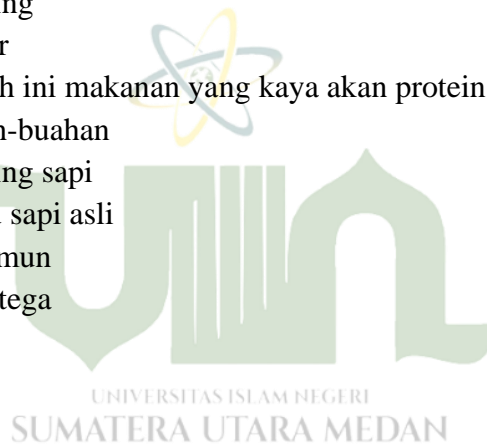 ng
r
h ini makanan yang kaya akan protein
n-buahan
ing sapi
sapi asli
mun
tega
UNIVERSITAS ISLAM NEGERI
SUMATERA UTARA MEDAN